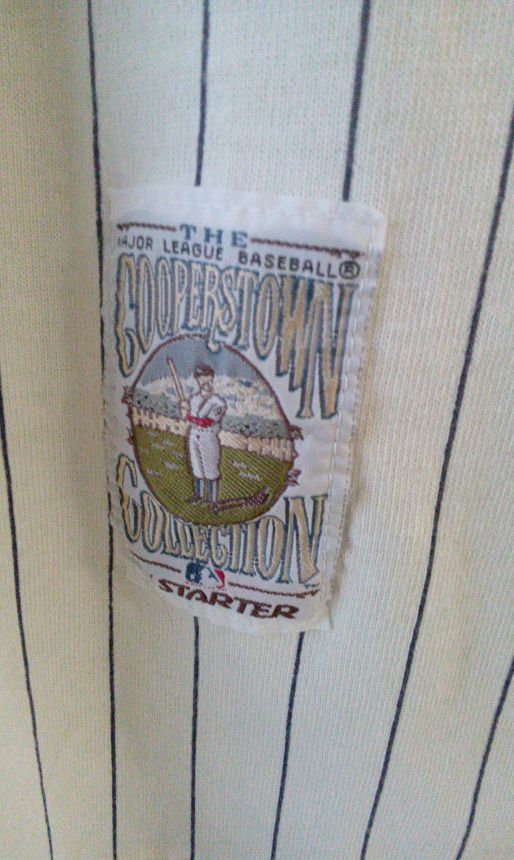 THE
MAJOR LEAGUE BASEBALL®
COOPERSTOWN
COLLECTION
STARTER